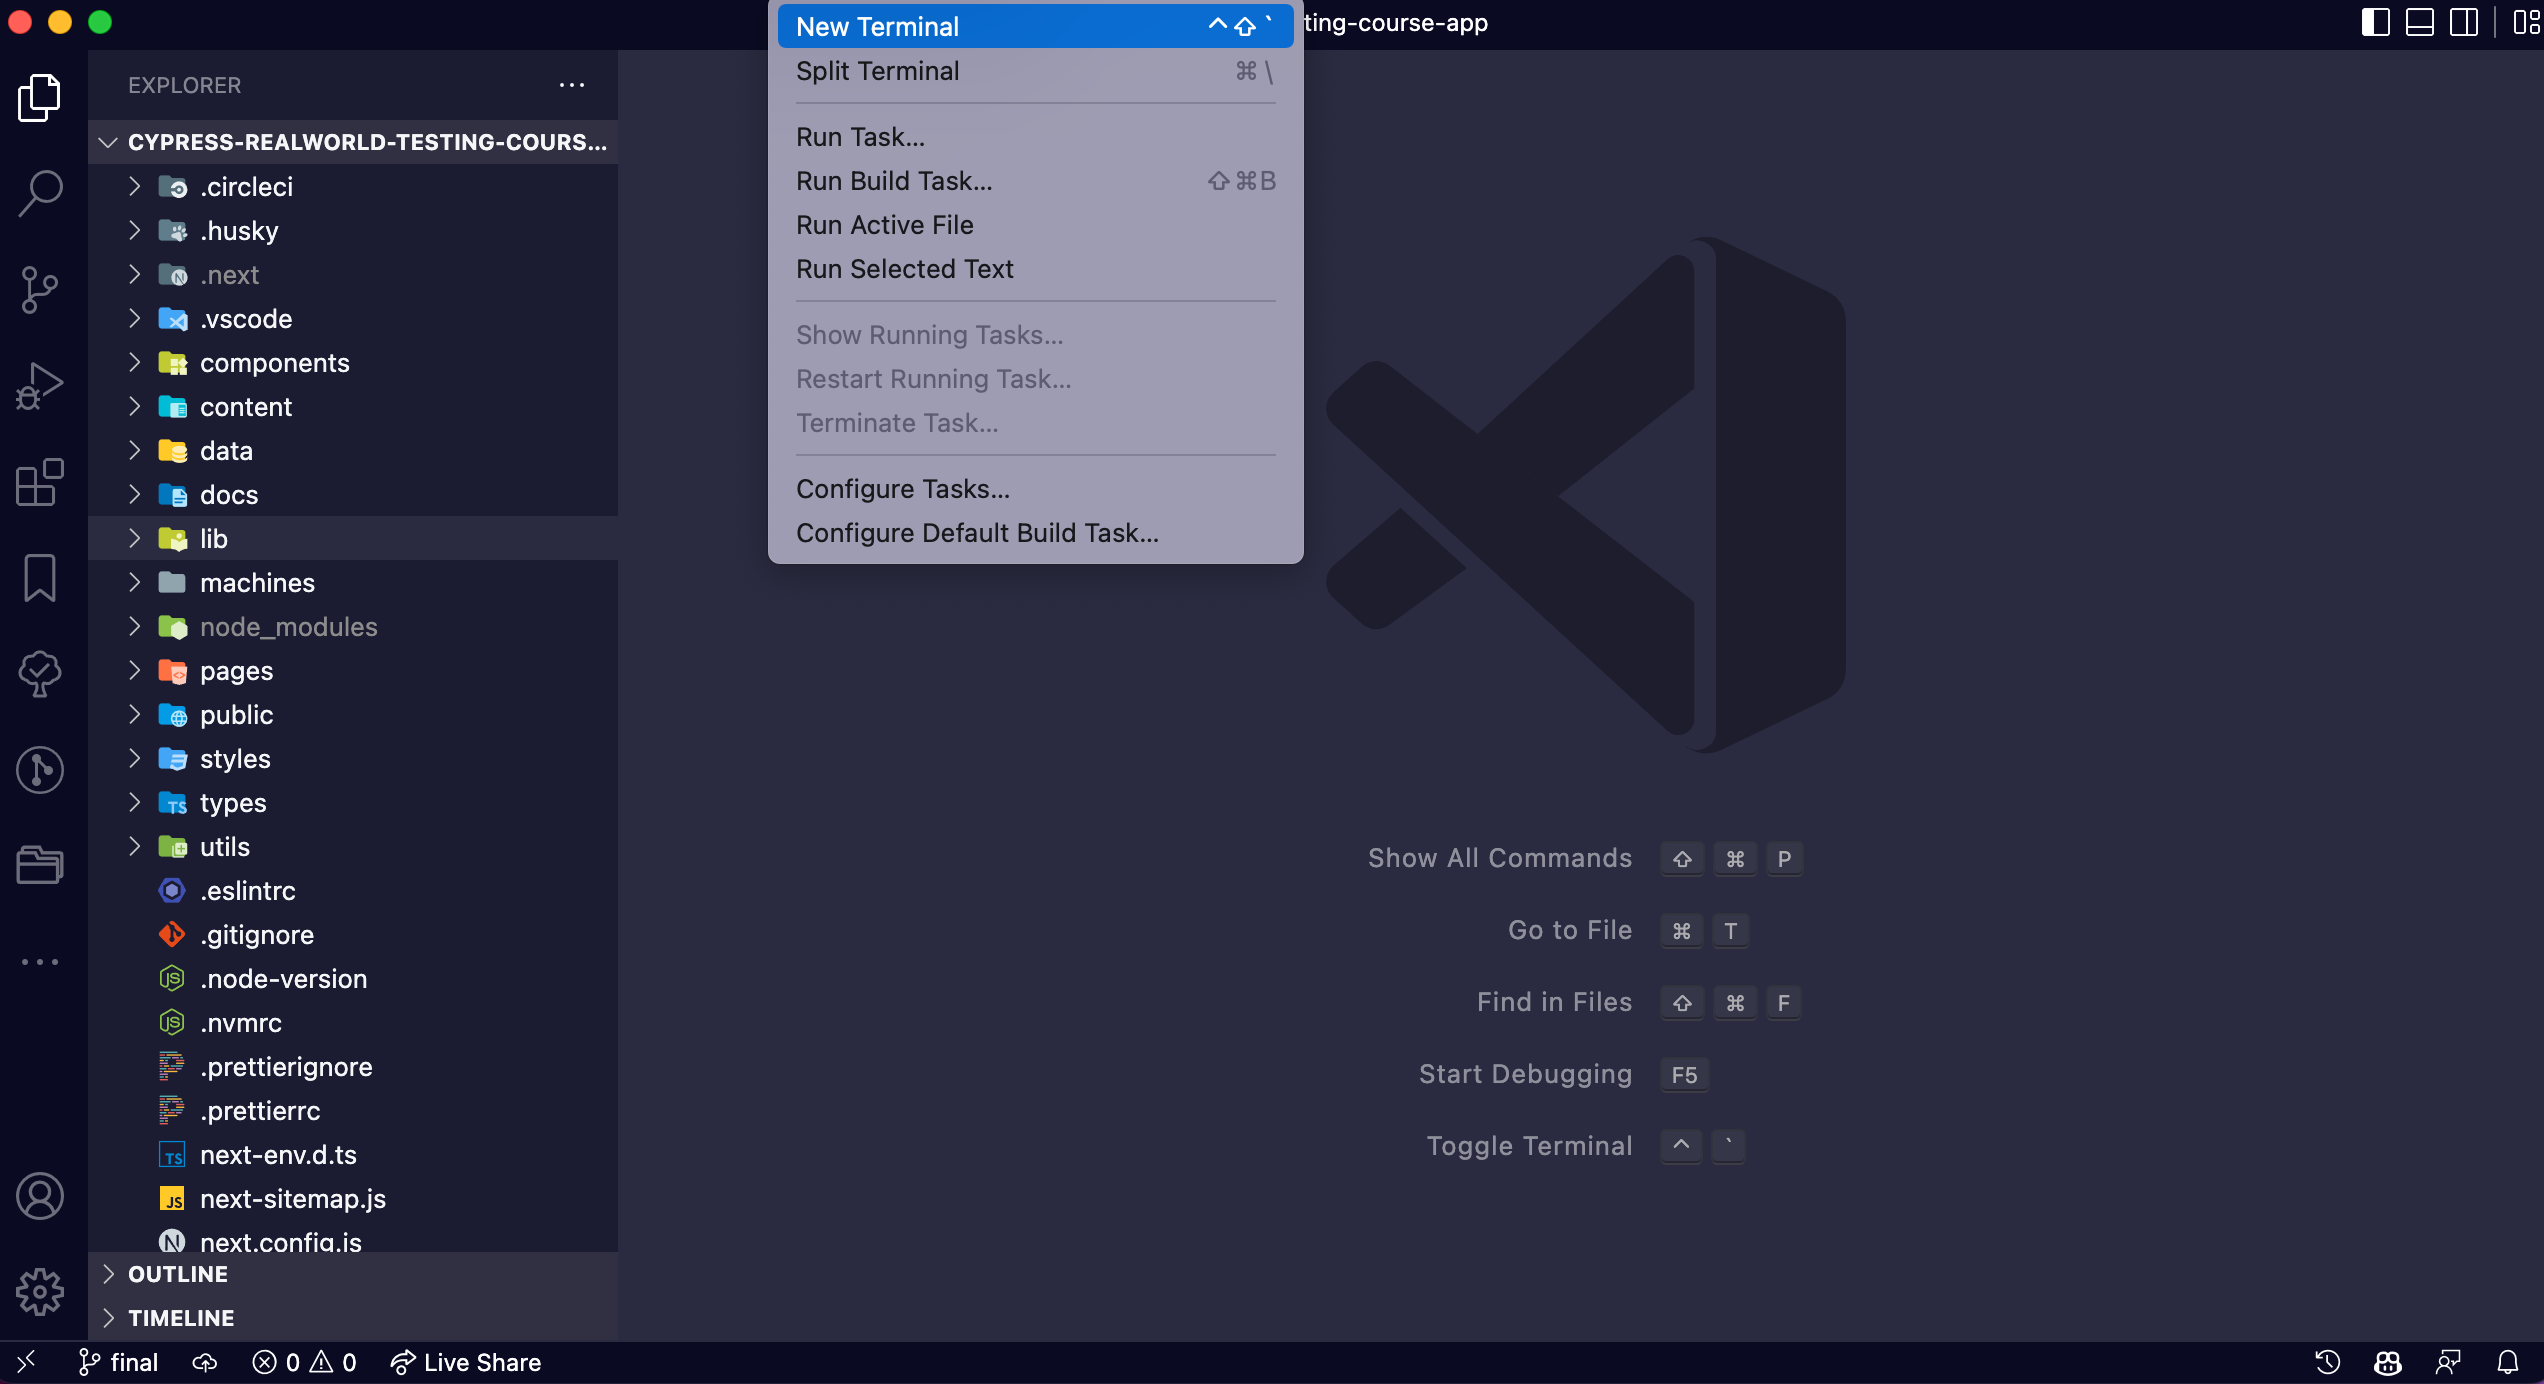 New Terminal ^⇧`
ting-course-app
Split Terminal ⌘\
EXPLORER
CYPRESS-REALWORLD-TESTING-COURS...
Run Task...
Run Build Task... ⇧⌘B
Run Active File
Run Selected Text
Show Running Tasks...
Restart Running Task...
Terminate Task...
Configure Tasks...
Configure Default Build Task...
.circleci
.husky
.next
.vscode
components
content
data
docs
lib
machines
node_modules
pages
public
styles
types
utils
.eslintrc
.gitignore
.node-version
.nvmrc
.prettierignore
.prettierrc
next-env.d.ts
next-sitemap.js
next.config.js
OUTLINE
TIMELINE
Show All Commands ⇧ ⌘ P
Go to File ⌘ T
Find in Files ⇧ ⌘ F
Start Debugging F5
Toggle Terminal ^ `
final 0 0 Live Share